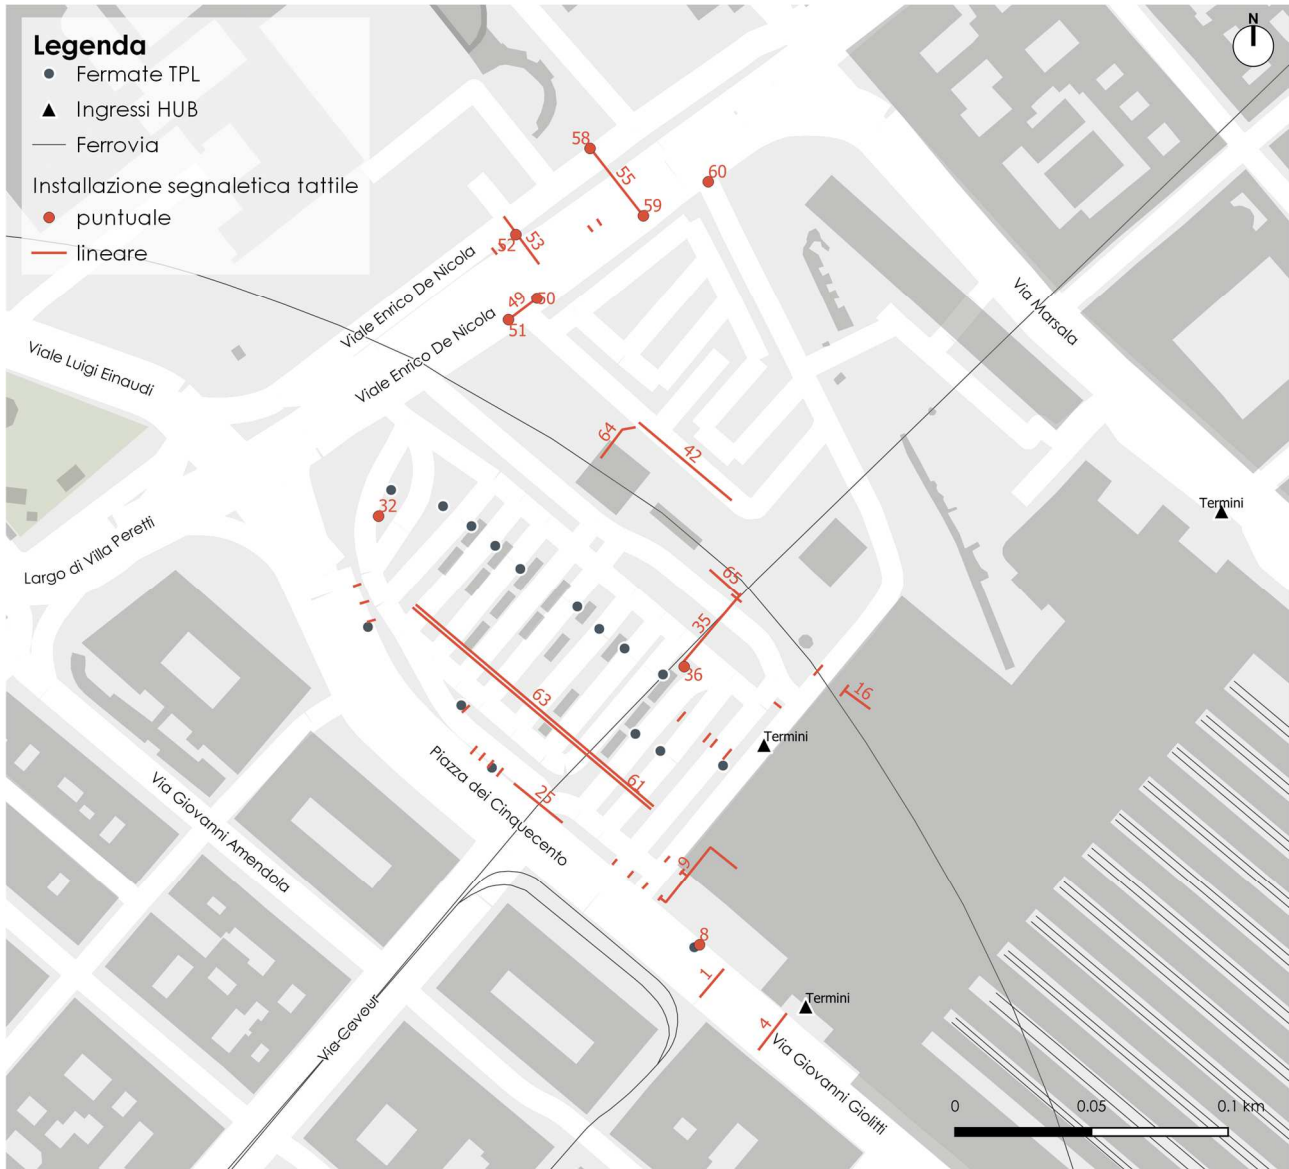 Legenda
Fermate TPL
Ingressi HUB
Ferrovia
Installazione segnaletica tattile
puntuale
lineare
N
58
55
60
59
53
52
Viale Enrico De Nicola
49
50
51
Viale Enrico De Nicola
Via Marsala
Viale Luigi Einaudi
64
42
32
Termini
Largo di Villa Peretti
65
35
36
16
63
Termini
61
25
Piazza dei Cinquecento
Via Giovanni Amendola
9
8
1
Termini
4
Via Cavour
Via Giovanni Giolitti
0
0.05
0.1 km